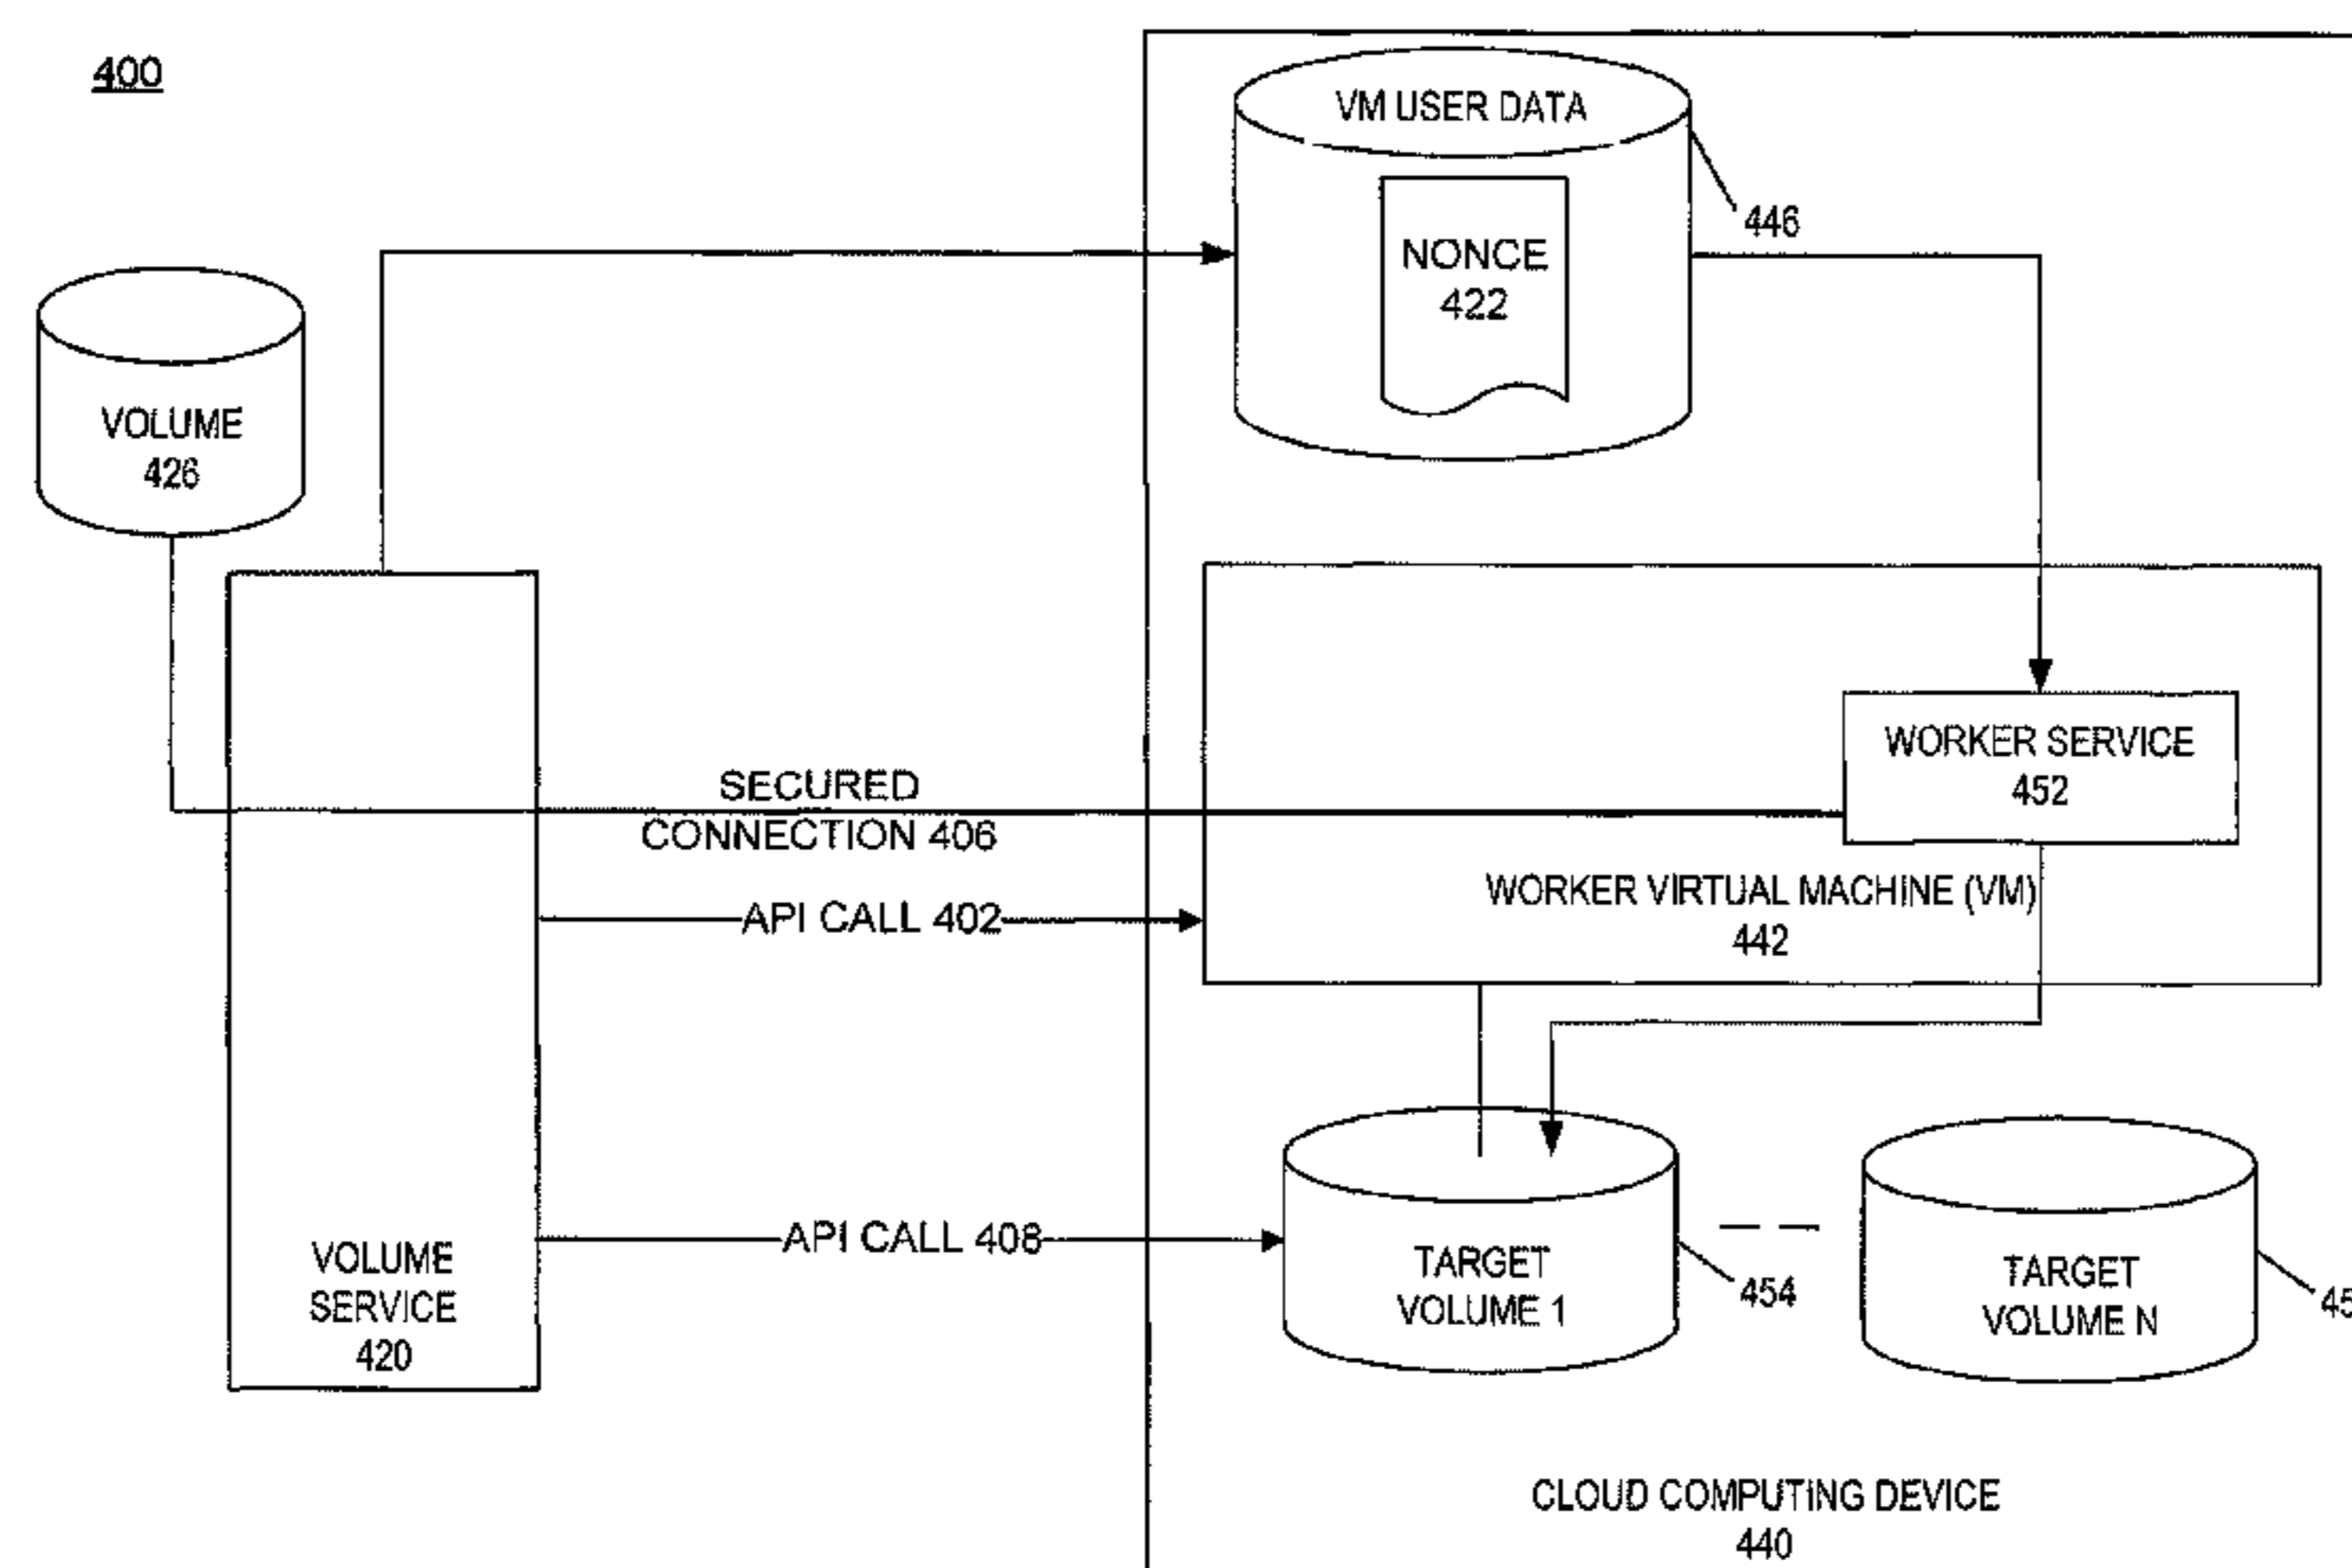 400
VM USER DATA
446
NONCE
422
VOLUME
426
SECURED
CONNECTION 406
WORKER SERVICE
452
API CALL 402
WORKER VIRTUAL MACHINE (VM)
442
API CALL 408
VOLUME
SERVICE
420
TARGET
VOLUME 1
454
TARGET
VOLUME N
CLOUD COMPUTING DEVICE
440